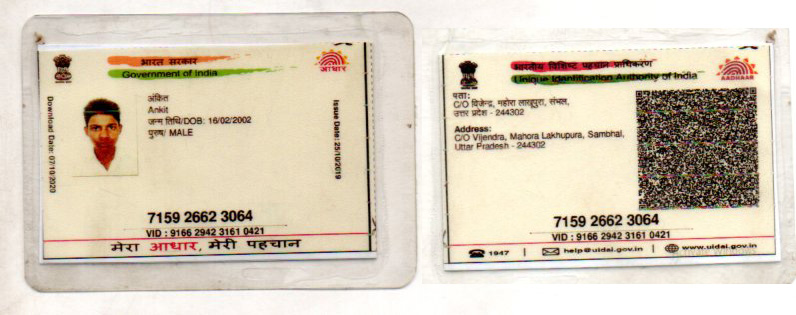 भारत सरकार
Government of India
आधार
Download Date: 07/10/2020
अंकित
Ankit
जन्म तिथि/DOB: 16/02/2002
पुरुष/ MALE
Issue Date: 25/10/2019
7159 2662 3064
VID : 9166 2942 3161 0421
मेरा आधार, मेरी पहचान
भारतीय विशिष्ट पहचान प्राधिकरण
Unique Identification Authority of India
AADHAAR
पता:
C/O विजेन्द्र, महोरा लाखुपुरा, संभल,
उत्तर प्रदेश - 244302
Address:
C/O Vijendra, Mahora Lakhupura, Sambhal,
Uttar Pradesh - 244302
7159 2662 3064
VID : 9166 2942 3161 0421
1947 | help@uidai.gov.in | www.uidai.gov.in